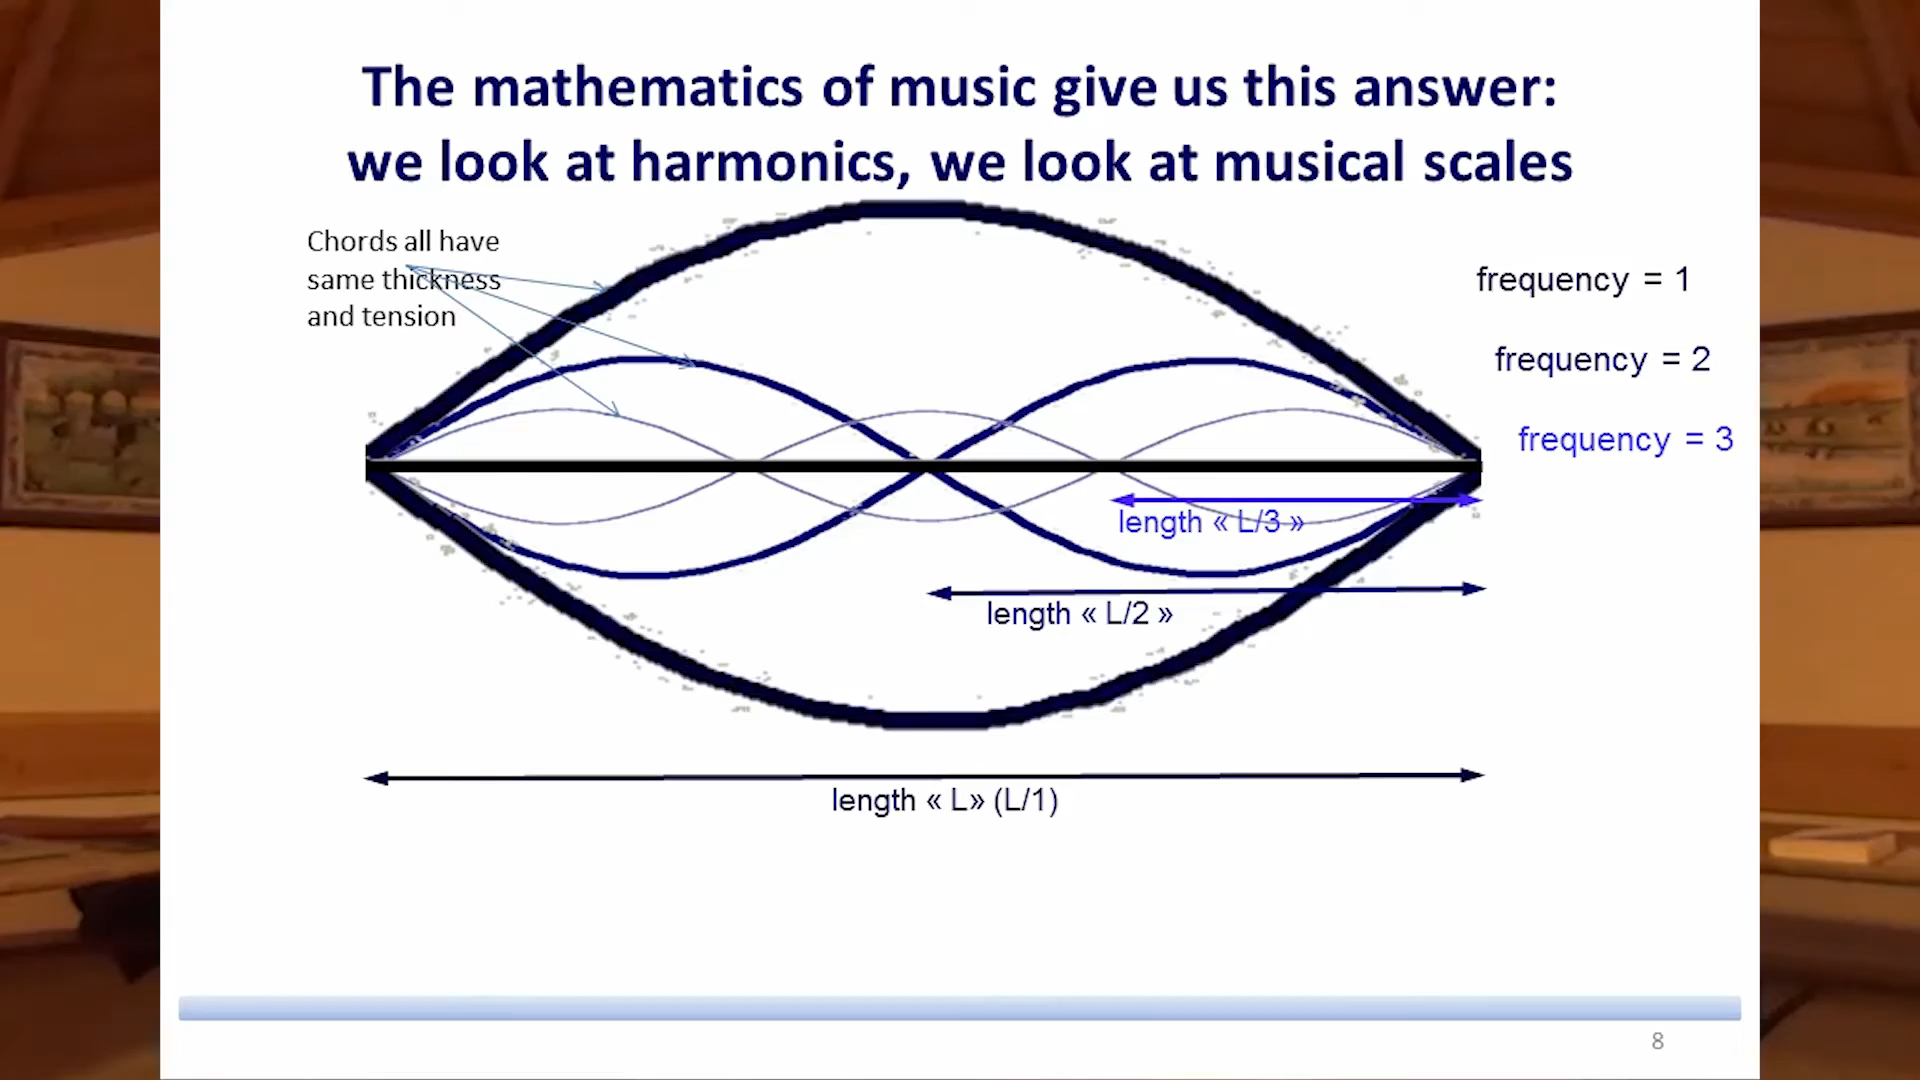 The mathematics of music give us this answer:
we look at harmonics, we look at musical scales
Chords all have
same thickness
and tension
frequency = 1
frequency = 2
frequency = 3
length « L/3 »
length « L/2 »
length « L» (L/1)
8